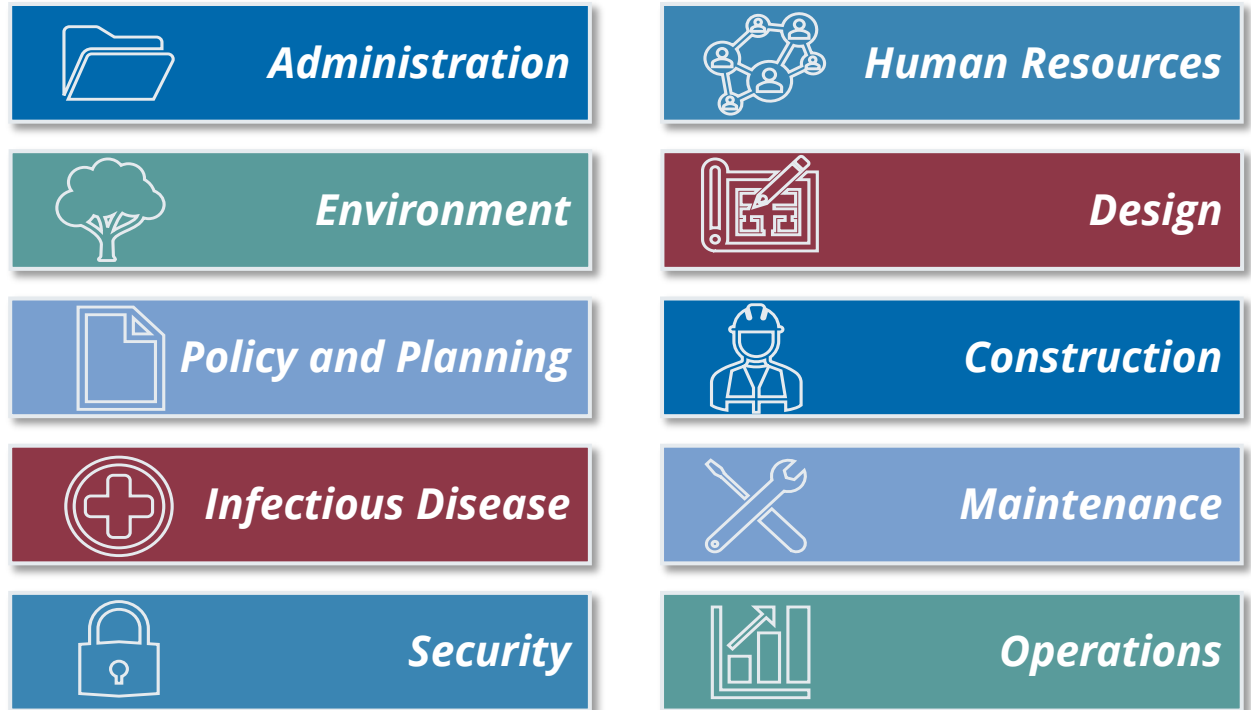 Administration
Human Resources
Environment
Design
Policy and Planning
Construction
Infectious Disease
Maintenance
Security
Operations